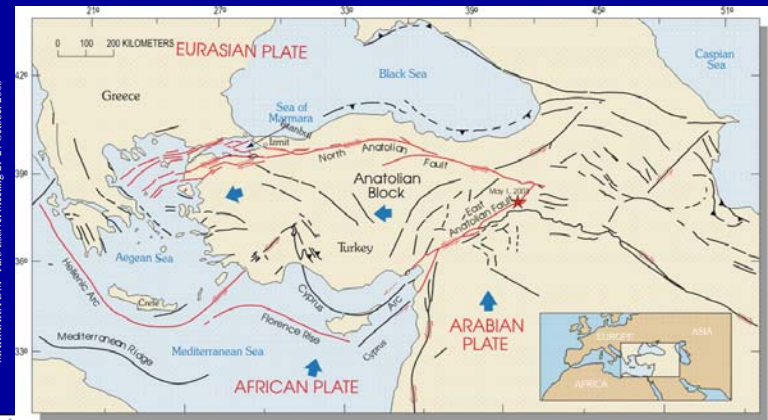 21° 27° 33° 39° 45° 51°
0 100 200 KILOMETERS
EURASIAN PLATE
Caspian
Sea
Black Sea
42°
Greece
Sea of
Marmara
Istanbul
Izmit
North Anatolian
Fault
39°
Anatolian
Block
May 1, 2003
East
Anatolian Fault
Turkey
36°
Aegean Sea
Hellenic Arc
Crete
Cyprus
Arc
Florence Rise
Cyprus
ARABIAN
PLATE
Mediterranean Ridge
33°
Mediterranean Sea
AFRICAN PLATE
EUROPE
ASIA
AFRICA